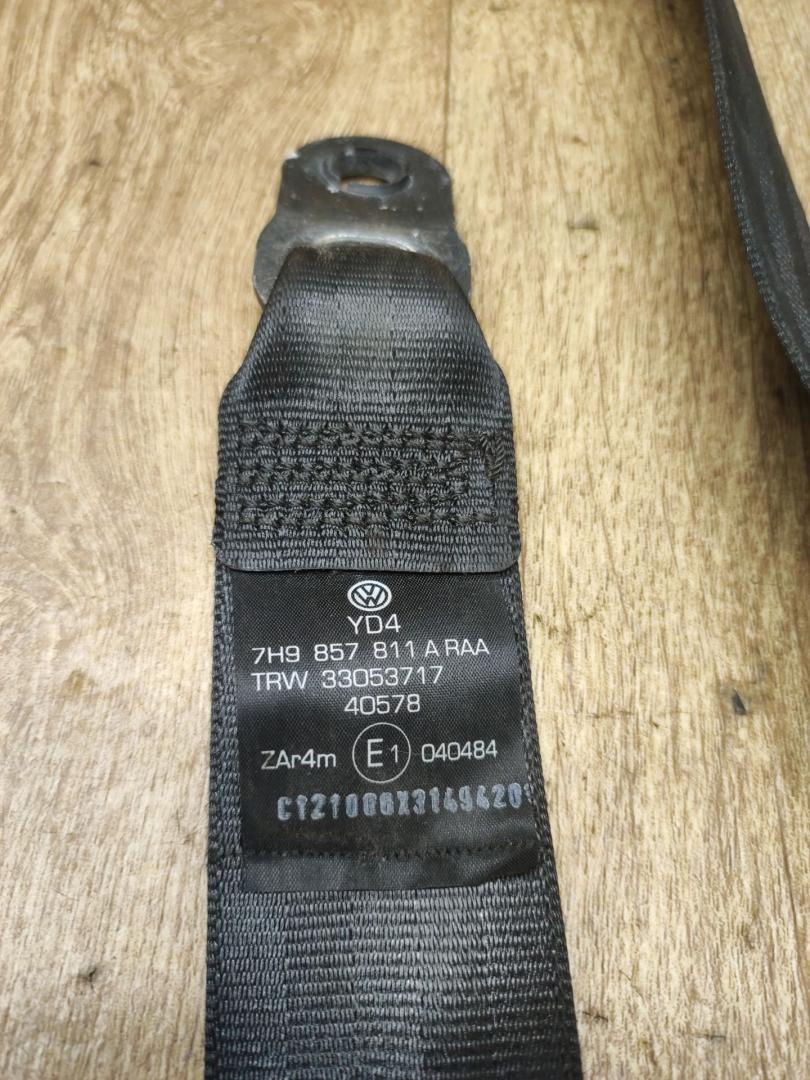 YD4
7H9 857 811 A RAA
TRW 33053717
40578
ZAr4m E1 040484